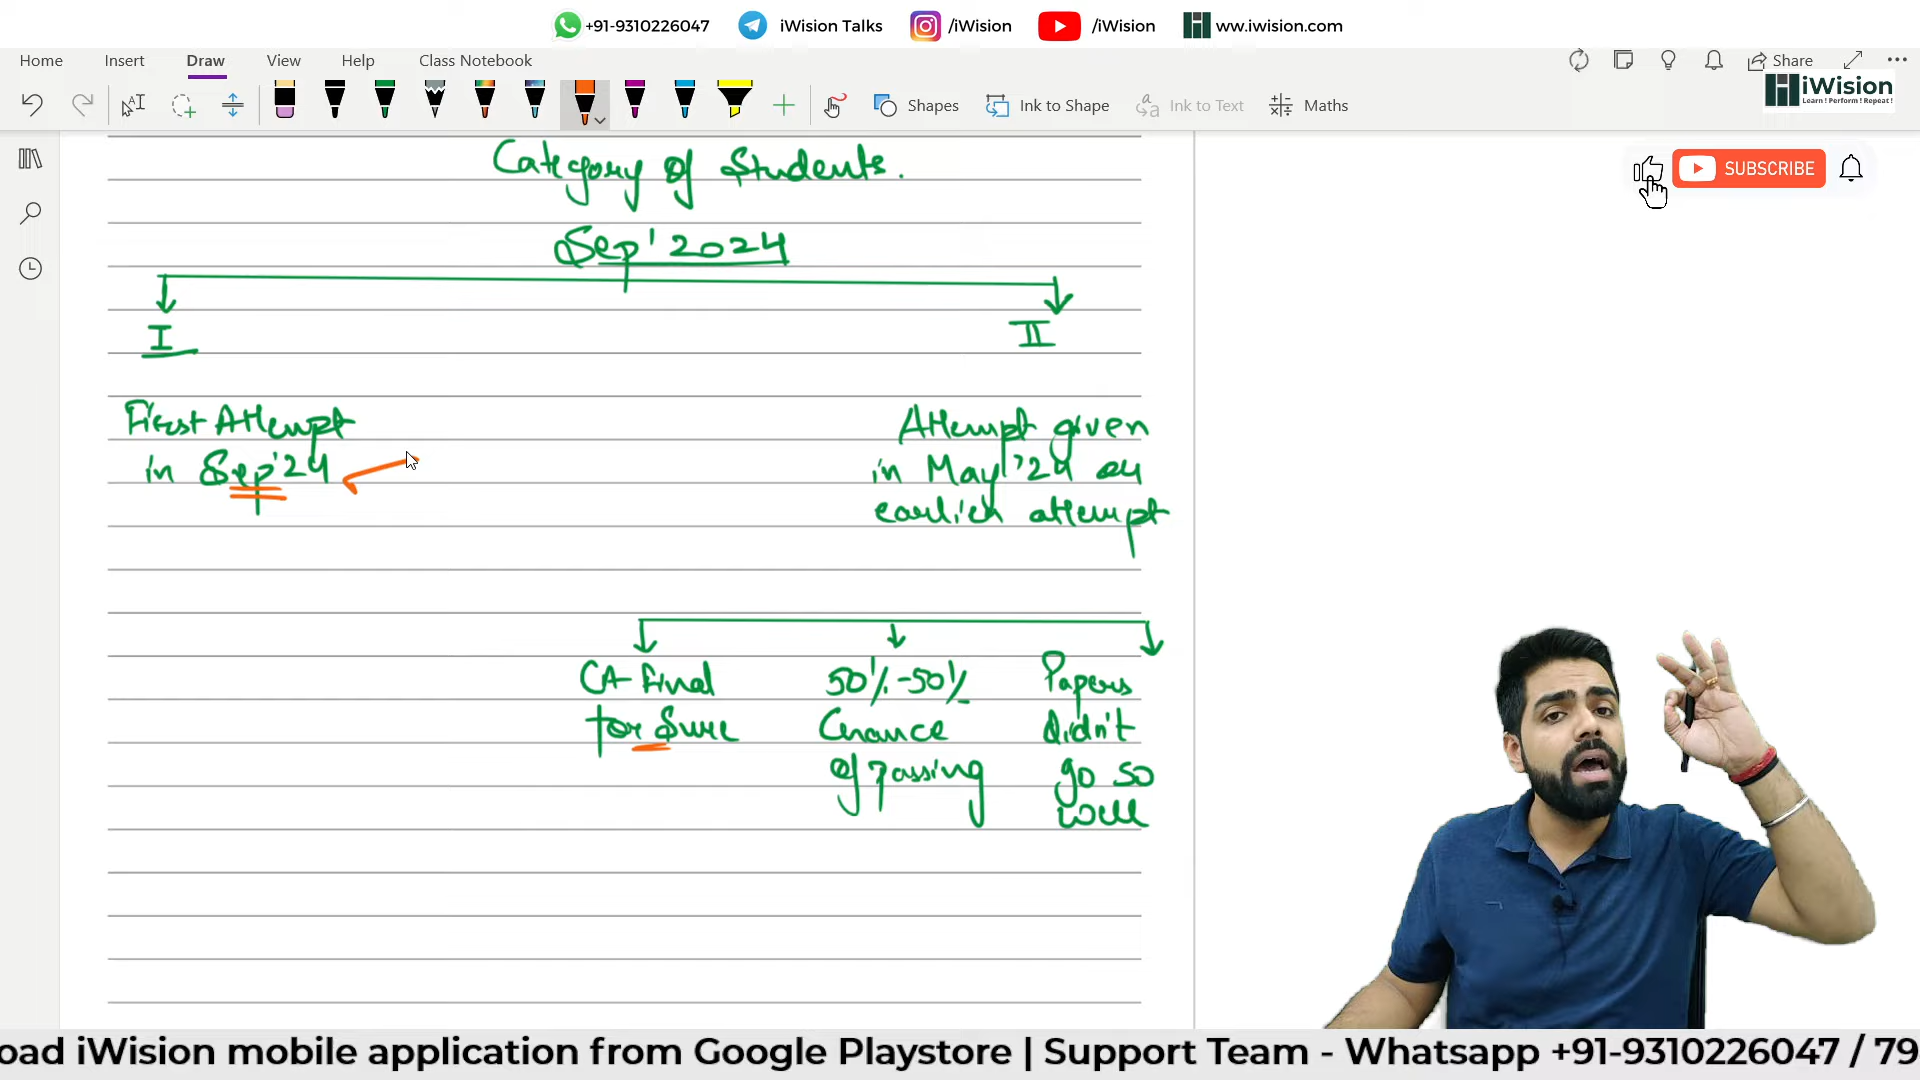 +91-9310226047 iWision Talks /iWision /iWision ww.iwision.com
Home Insert Draw View Help Class Notebook Share
Shapes Ink to Shape Ink to Text Maths
iWision
Learn ! Perform ! Repeat !
SUBSCRIBE
Category of Students.
Sep' 2024
I II
First Attempt
in Sep'24
Attempt given
in May'24 or
earlier attempt
CA Final
for Sure
50%-50%
Chance
of passing
Papers
didn't
go so
well
oad iWision mobile application from Google Playstore | Support Team - Whatsapp +91-9310226047 / 79